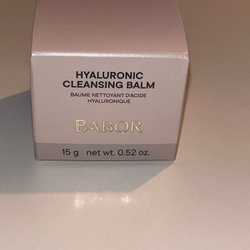 HYALURONIC
CLEANSING BALM
BAUME NETTOYANT D'ACIDE
HYALURONIQUE
BABOR
15 g net wt. 0.52 oz.